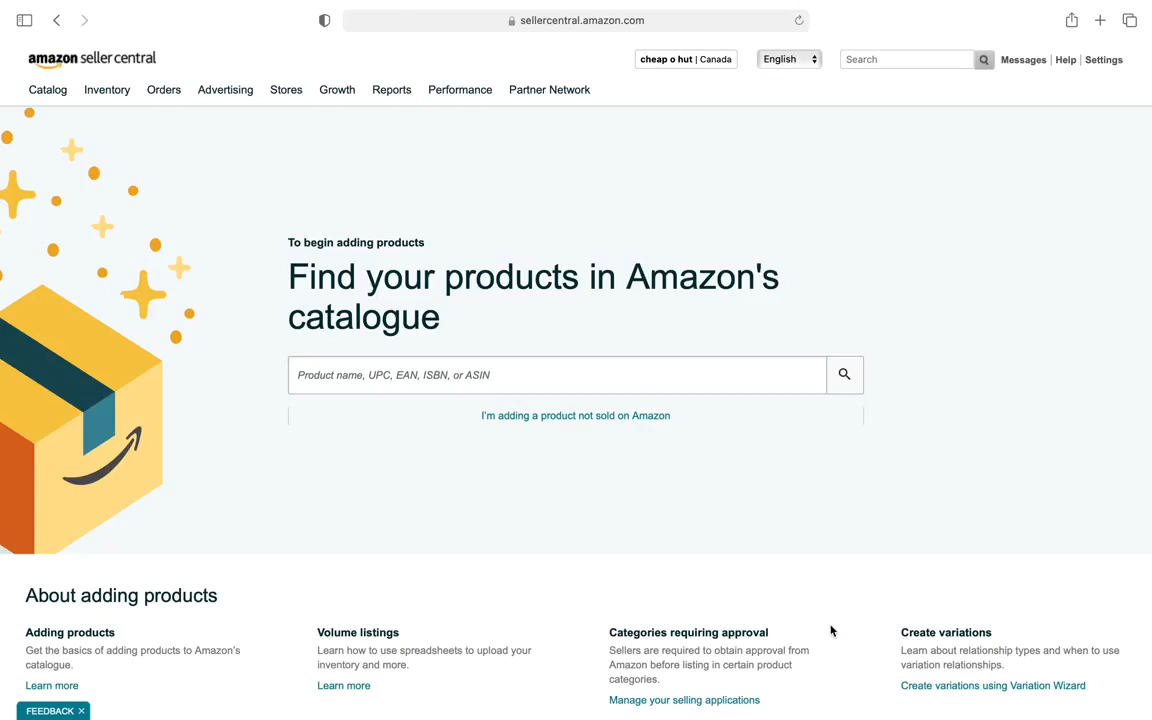 sellercentral.amazon.com
amazon seller central
cheap o hut | Canada
English
Search
Messages | Help | Settings
Catalog Inventory Orders Advertising Stores Growth Reports Performance Partner Network
To begin adding products
Find your products in Amazon's
catalogue
Product name, UPC, EAN, ISBN, or ASIN
I'm adding a product not sold on Amazon
About adding products
Adding products
Get the basics of adding products to Amazon's
catalogue.
Learn more
Volume listings
Learn how to use spreadsheets to upload your
inventory and more.
Learn more
Categories requiring approval
Sellers are required to obtain approval from
Amazon before listing in certain product
categories.
Manage your selling applications
Create variations
Learn about relationship types and when to use
variation relationships.
Create variations using Variation Wizard
FEEDBACK ×